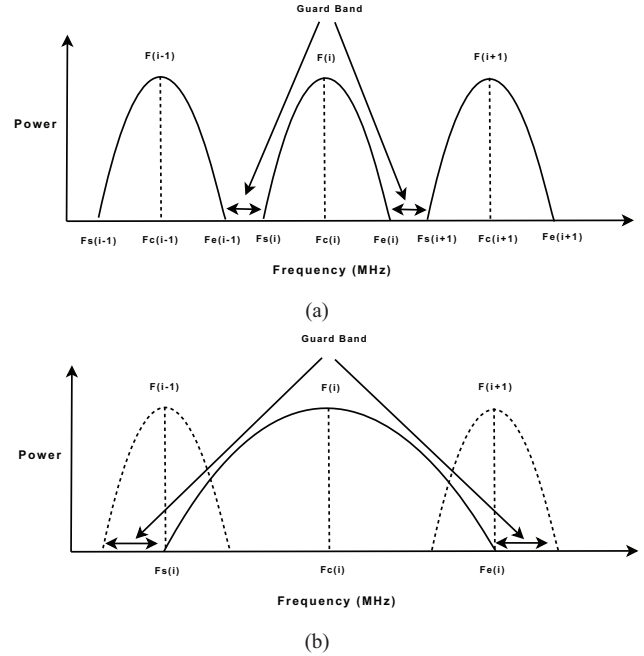 Guard Band
F(i-1)
F(i)
F(i+1)
Power
Fs(i-1)
Fc(i-1)
Fe(i-1)
Fs(i)
Fc(i)
Fe(i)
Fs(i+1)
Fc(i+1)
Fe(i+1)
Frequency (MHz)
(a)
Guard Band
F(i-1)
F(i)
F(i+1)
Power
Fs(i)
Fc(i)
Fe(i)
Frequency (MHz)
(b)